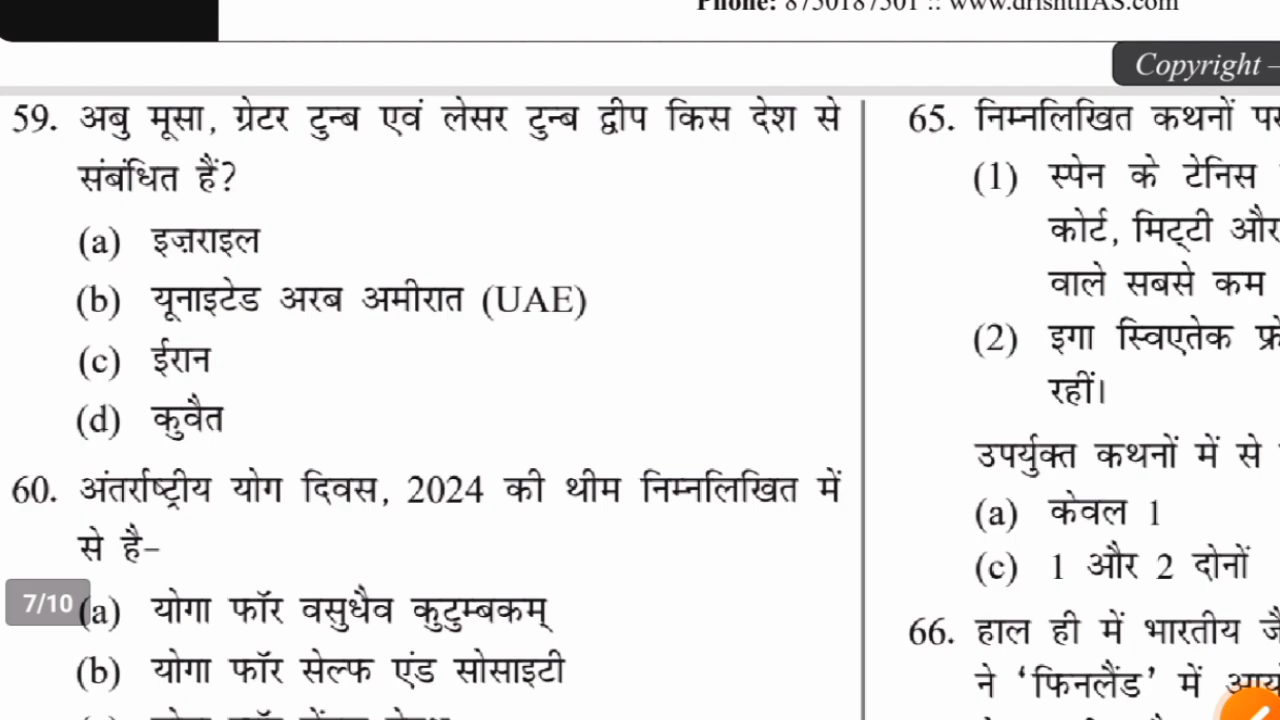 Phone: 8750187501 :: www.drishtiIAS.com
Copyright –
59. अबु मूसा, ग्रेटर टुन्ब एवं लेसर टुन्ब द्वीप किस देश से
संबंधित हैं?
(a) इज़राइल
(b) यूनाइटेड अरब अमीरात (UAE)
(c) ईरान
(d) कुवैत
60. अंतर्राष्ट्रीय योग दिवस, 2024 की थीम निम्नलिखित में
से है–
7/10
(a) योगा फॉर वसुधैव कुटुम्बकम्
(b) योगा फॉर सेल्फ एंड सोसाइटी
65. निम्नलिखित कथनों
(1) स्पेन के टेनिस
कोर्ट, मिट्टी और
वाले सबसे कम
(2) इगा स्विएतेक
रहीं।
उपर्युक्त कथनों में से
(a) केवल 1
(c) 1 और 2 दोनों
66. हाल ही में भारतीय
ने ‘फिनलैंड’ में